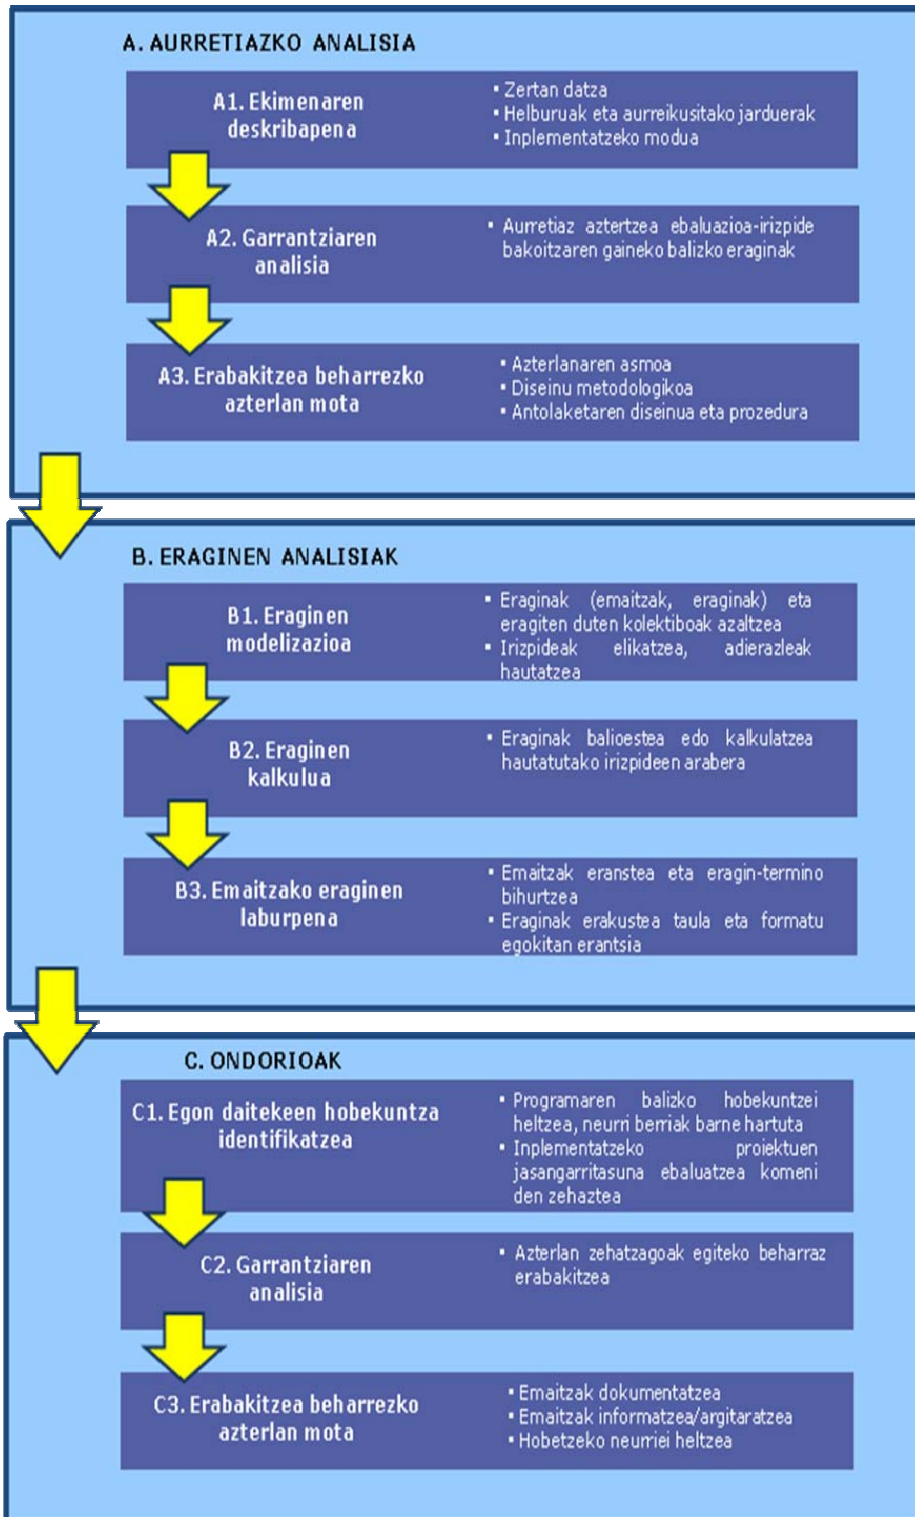 A. AURRETIAZKO ANALISIA
A1. Ekimenaren
deskribapena
▪ Zertan datza
▪ Helburuak eta aurreikusitako jarduerak
▪ Inplementatzeko modua
A2. Garrantziaren
analisia
▪ Aurretiaz aztertzea ebaluazioa-irizpide
bakoitzaren gaineko balizko eraginak
A3. Erabakitzea beharrezko
azterlan mota
▪ Azterlanaren asmoa
▪ Diseinu metodologikoa
▪ Antolaketaren diseinua eta prozedura
B. ERAGINEN ANALISIAK
B1. Eraginen
modelizazioa
▪ Eraginak (emaitzak, eraginak) eta
eragiten duten kolektiboak azaltzea
▪ Irizpideak elikatzea, adierazleak
hautatzea
B2. Eraginen
kalkulua
▪ Eraginak balioestea edo kalkulatzea
hautatutako irizpideen arabera
B3. Emaitzako eraginen
laburpena
▪ Emaitzak eranstea eta eragin-termino
bihurtzea
▪ Eraginak erakustea taula eta formatu
egokitan erantsia
C. ONDORIOAK
C1. Egon daitekeen hobekuntza
identifikatzea
▪ Programaren balizko hobekuntzei
heltzea, neurri berriak barne hartuta
▪ Inplementatzeko proiektuen
jasangarritasuna ebaluatzea komeni
den zehaztea
C2. Garrantziaren
analisia
▪ Azterlan zehatzagoak egiteko beharraz
erabakitzea
C3. Erabakitzea beharrezko
azterlan mota
▪ Emaitzak dokumentatzea
▪ Emaitzak informatzea/argitaratzea
▪ Hobetzeko neurriei heltzea